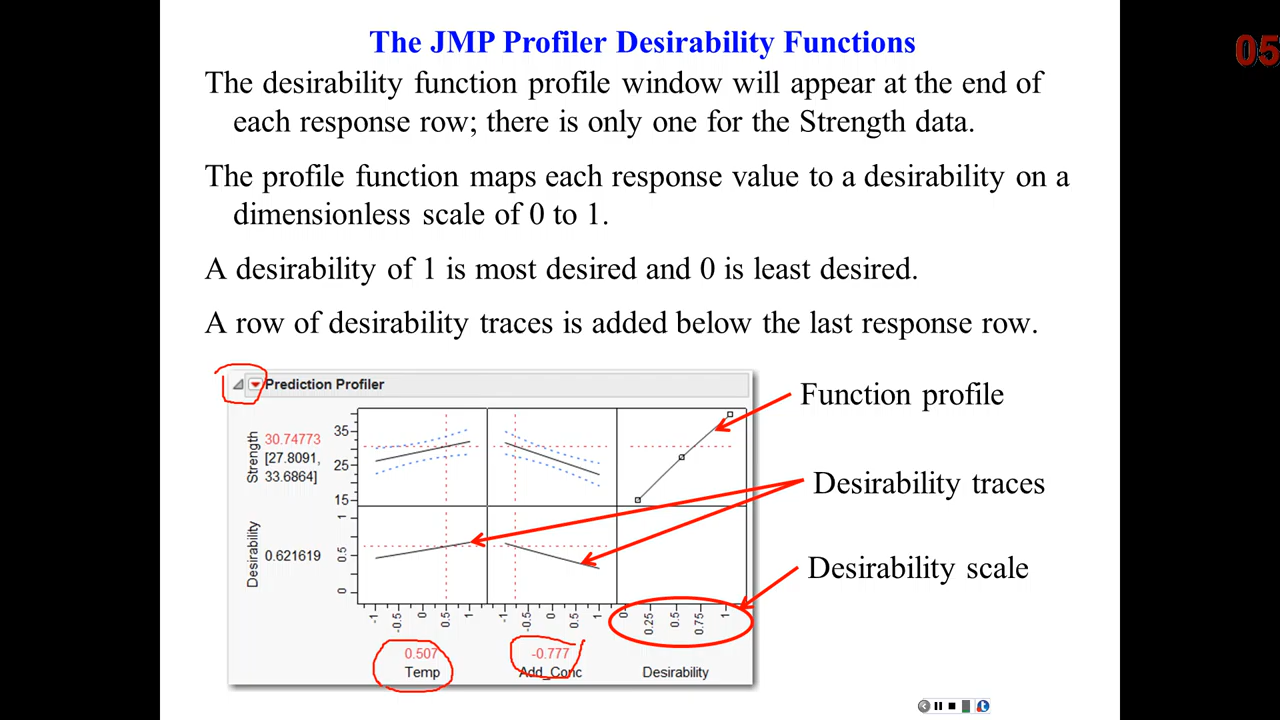 The JMP Profiler Desirability Functions
05
The desirability function profile window will appear at the end of
each response row; there is only one for the Strength data.
The profile function maps each response value to a desirability on a
dimensionless scale of 0 to 1.
A desirability of 1 is most desired and 0 is least desired.
A row of desirability traces is added below the last response row.
Prediction Profiler
Function profile
Desirability traces
Desirability scale
Strength
30.74773
[27.8091,
33.6864]
35
25
15
Desirability
0.621619
1
0.5
0
-1
-0.5
0
0.5
1
-1
-0.5
0
0.5
1
0
0.25
0.5
0.75
1
0.507
Temp
-0.777
Add_Conc
Desirability